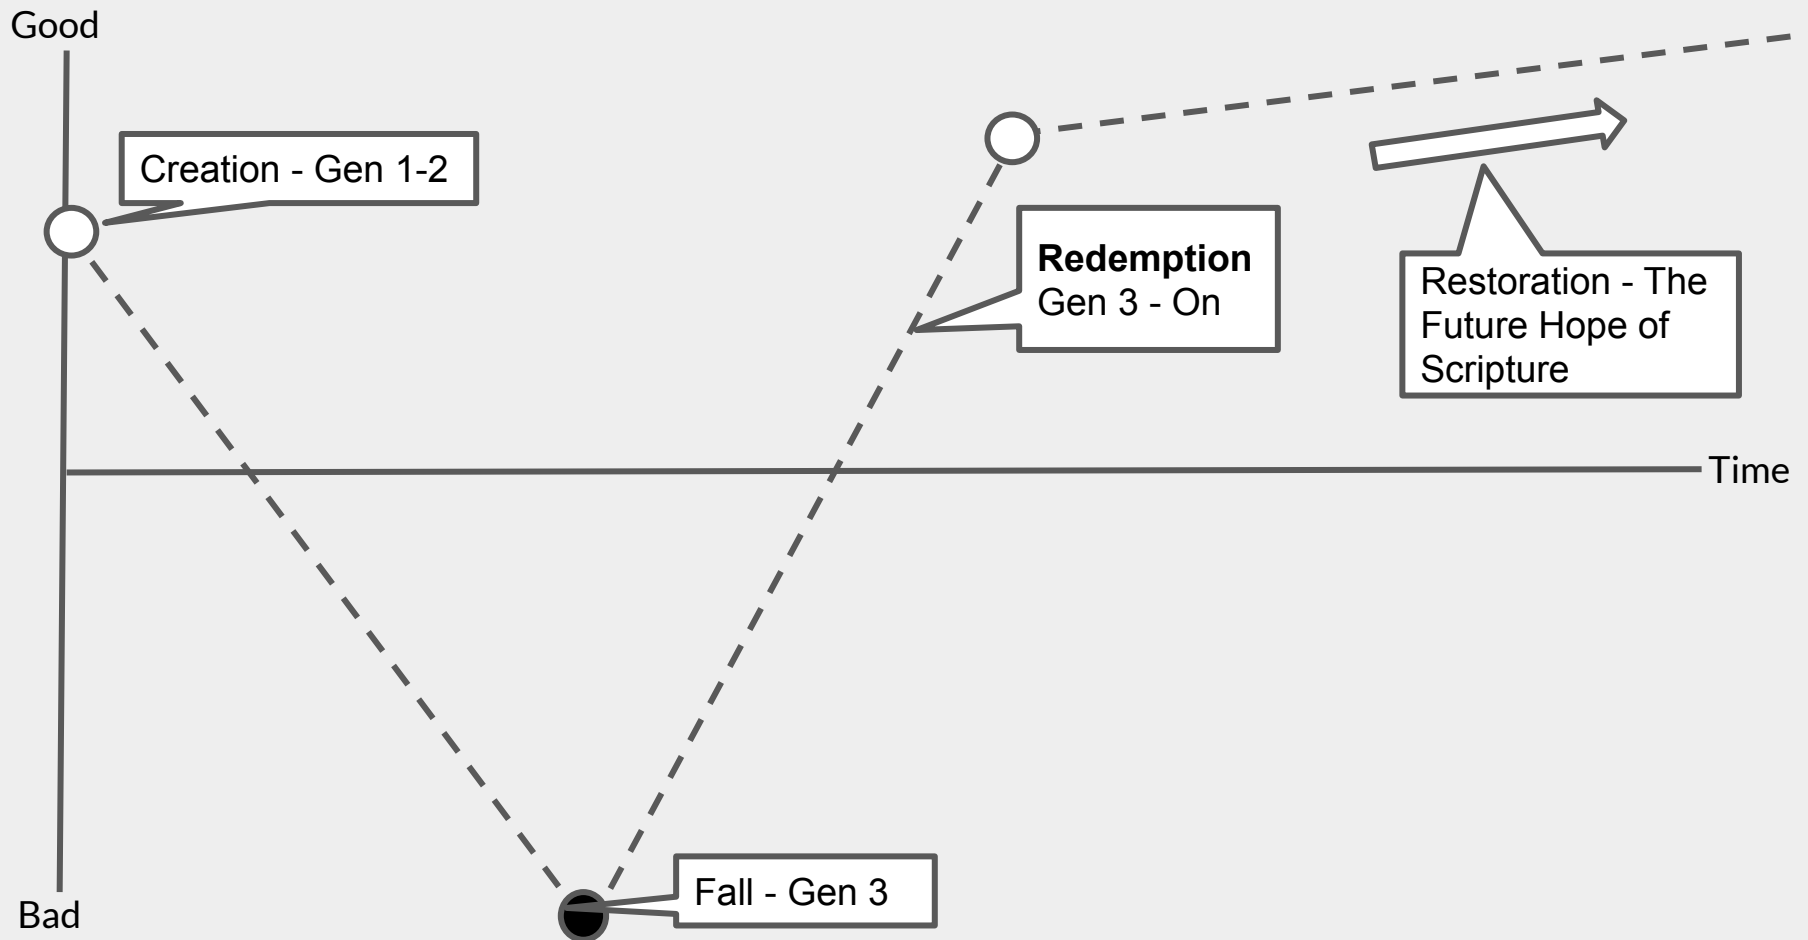 Good
Creation - Gen 1-2
Redemption
Gen 3 - On
Restoration - The
Future Hope of
Scripture
Time
Fall - Gen 3
Bad